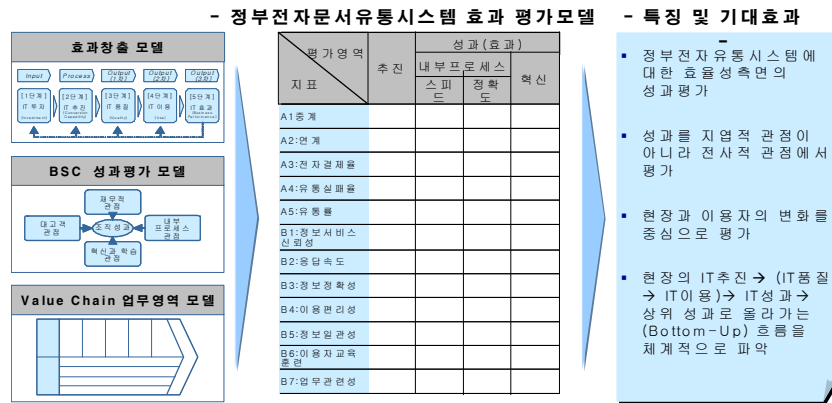 - 정부전자문서유통시스템 효과 평가모델
- 특징 및 기대효과
효과창출 모델
Input
Process
Output
(1차)
Output
(2차)
Output
(3차)
[1단계]
IT 투자
(Investment)
[2단계]
IT 추진
(Conversion
Capability)
[3단계]
IT 품질
(Quality)
[4단계]
IT 이용
(Use)
[5단계]
IT 효과
(Business
Performance)
BSC 성과평가 모델
재무적
관점
대고객
관점
조직성과
내부
프로세스
관점
혁신과 학습
관점
Value Chain 업무영역 모델
평가영역
지표
추진
성과(효과)
내부프로세스
스피
드
정확
도
혁신
A1중계
A2:연계
A3:전자결제율
A4:유통실패율
A5:유통률
B1:정보서비스
신뢰성
B2:응답속도
B3:정보정확성
B4:이용편리성
B5:정보일관성
B6:이용자교육
훈련
B7:업무관련성
–
▪ 정부전자유통시스템에
대한 효율성측면의
성과평가
▪ 성과를 지엽적 관점이
아니라 전사적 관점에서
평가
▪ 현장과 이용자의 변화를
중심으로 평가
▪ 현장의 IT추진→ (IT품질
→ IT이용)→ IT성과→
상위 성과로 올라가는
(Bottom-Up) 흐름을
체계적으로 파악